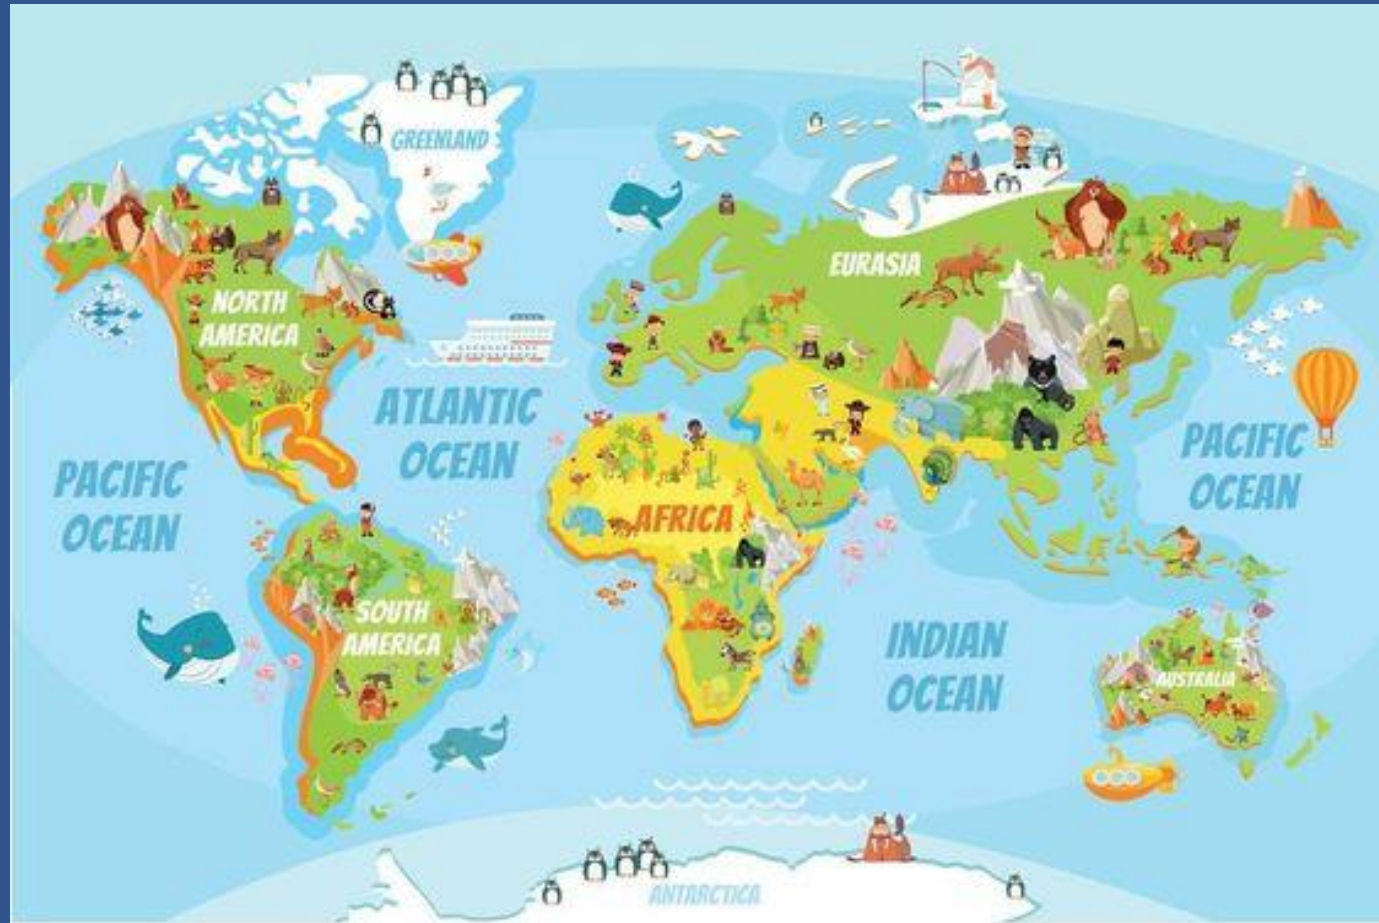 GREENLAND
EURASIA
NORTH
AMERICA
ATLANTIC
OCEAN
PACIFIC
OCEAN
PACIFIC
OCEAN
AFRICA
SOUTH
AMERICA
INDIAN
OCEAN
AUSTRALIA
ANTARCTICA